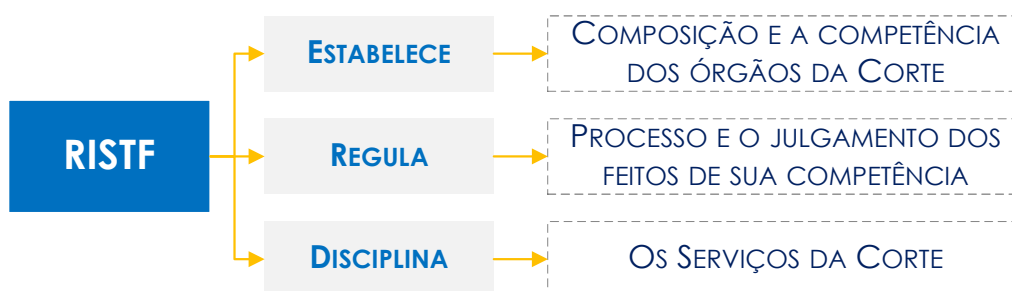 RISTF
ESTABELECE
COMPOSIÇÃO E A COMPETÊNCIA
DOS ÓRGÃOS DA CORTE
REGULA
PROCESSO E O JULGAMENTO DOS
FEITOS DE SUA COMPETÊNCIA
DISCIPLINA
OS SERVIÇOS DA CORTE